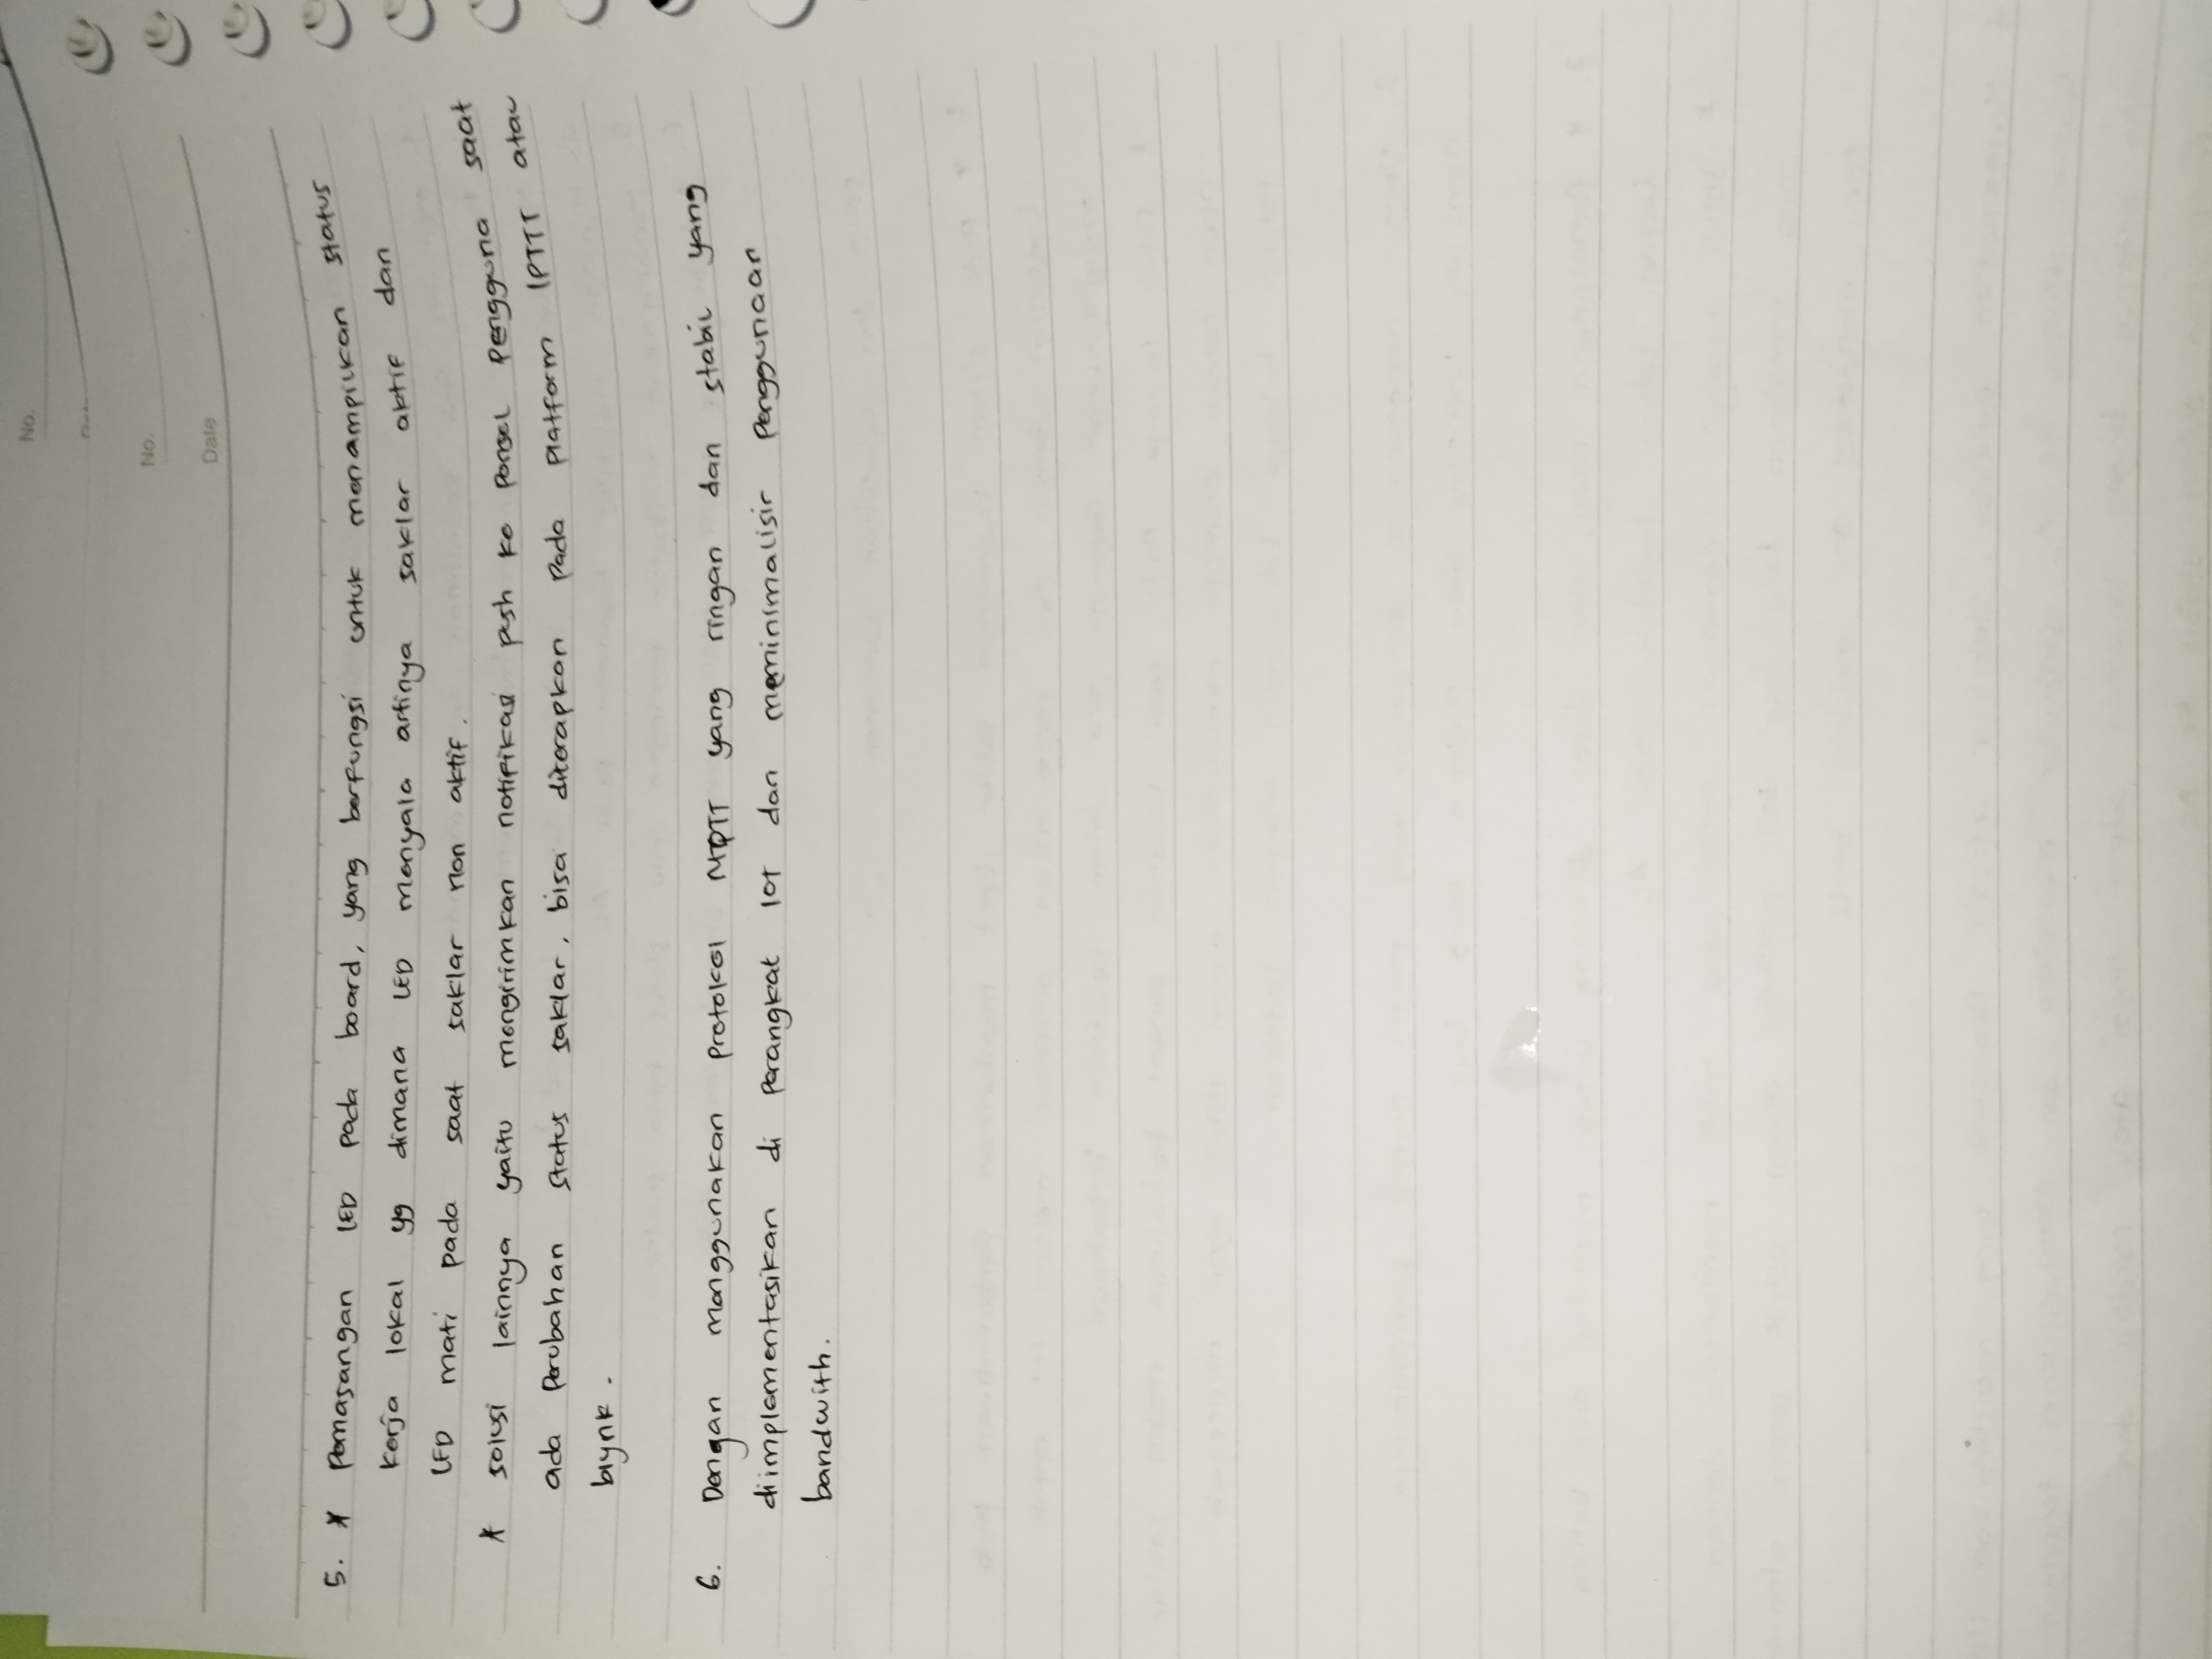 No.
No.
Date
5. * Pemasangan LED pada board, yang berfungsi untuk menampilkan status
kerja lokal yg dimana LED menyala artinya saklar aktif dan
LED mati pada saat saklar non aktif.
* solusi lainnya yaitu mengirimkan notifikasi push ke ponsel pengguna saat
ada perubahan status saklar, bisa diterapkan pada platform IPTTT atau
blynk.
6. Dengan menggunakan protokol MQTT yang ringan dan stabil yang
diimplementasikan di perangkat IoT dan meminimalisir penggunaan
bandwith.